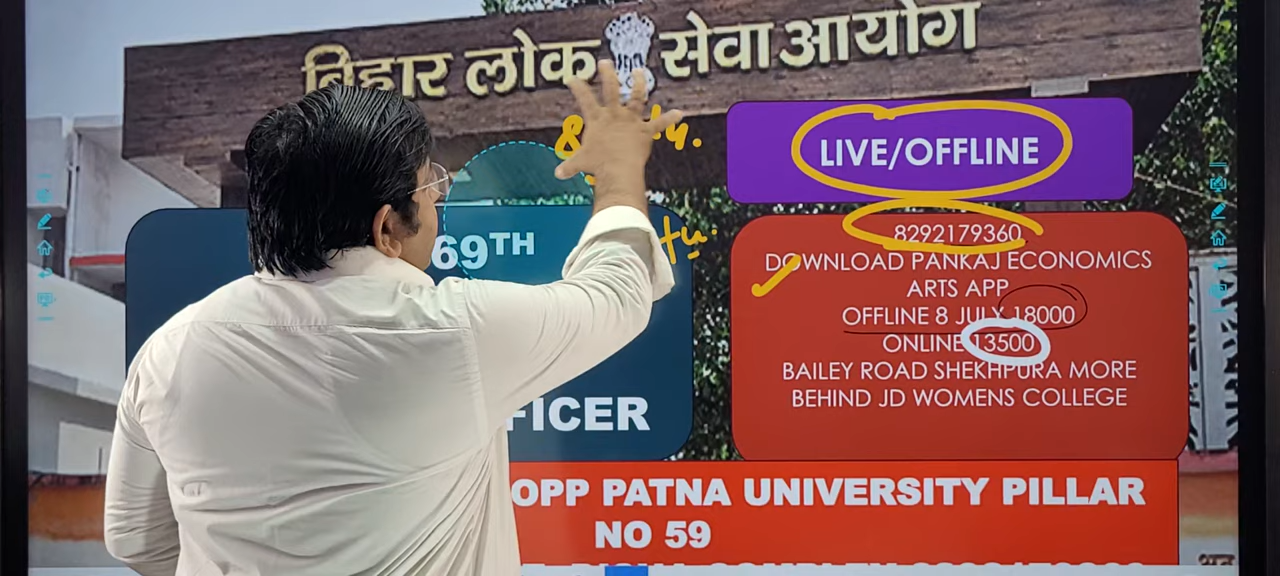 बिहार लोक सेवा आयोग
LIVE/OFFLINE
69TH
FICER
8292179360
DOWNLOAD PANKAJ ECONOMICS
ARTS APP
OFFLINE 8 JULY 18000
ONLINE 13500
BAILEY ROAD SHEKHPURA MORE
BEHIND JD WOMENS COLLEGE
OPP PATNA UNIVERSITY PILLAR
NO 59